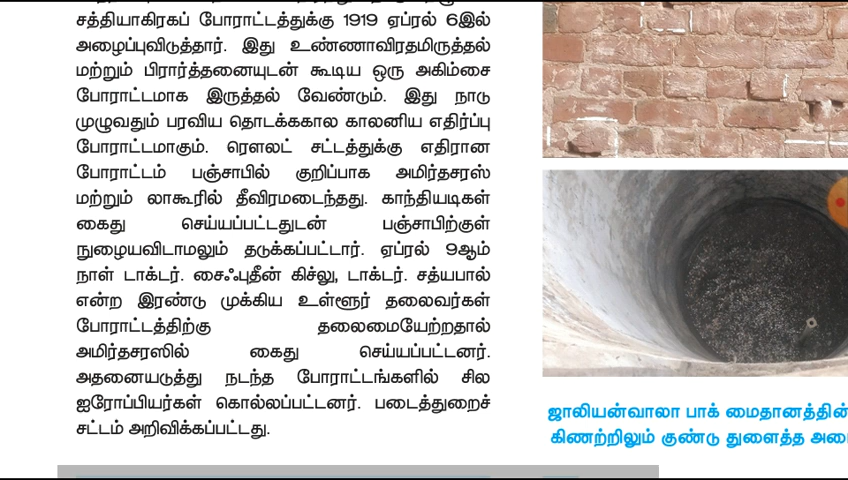 சத்தியாகிரகப் போராட்டத்துக்கு 1919 ஏப்ரல் 6இல்
அழைப்புவிடுத்தார். இது உண்ணாவிரதமிருத்தல்
மற்றும் பிரார்த்தனையுடன் கூடிய ஒரு அகிம்சை
போராட்டமாக இருத்தல் வேண்டும். இது நாடு
முழுவதும் பரவிய தொடக்ககால காலனிய எதிர்ப்பு
போராட்டமாகும். ரௌலட் சட்டத்துக்கு எதிரான
போராட்டம் பஞ்சாபில் குறிப்பாக அமிர்தசரஸ்
மற்றும் லாகூரில் தீவிரமடைந்தது. காந்தியடிகள்
கைது செய்யப்பட்டதுடன் பஞ்சாபிற்குள்
நுழையவிடாமலும் தடுக்கப்பட்டார். ஏப்ரல் 9ஆம்
நாள் டாக்டர். சைஃபுதீன் கிச்லு, டாக்டர். சத்யபால்
என்ற இரண்டு முக்கிய உள்ளூர் தலைவர்கள்
போராட்டத்திற்கு தலைமையேற்றதால்
அமிர்தசரஸில் கைது செய்யப்பட்டனர்.
அதனையடுத்து நடந்த போராட்டங்களில் சில
ஐரோப்பியர்கள் கொல்லப்பட்டனர். படைத்துறைச்
சட்டம் அறிவிக்கப்பட்டது.
ஜாலியன்வாலா பாக் மைதானத்தின்
கிணற்றிலும் குண்டு துளைத்த